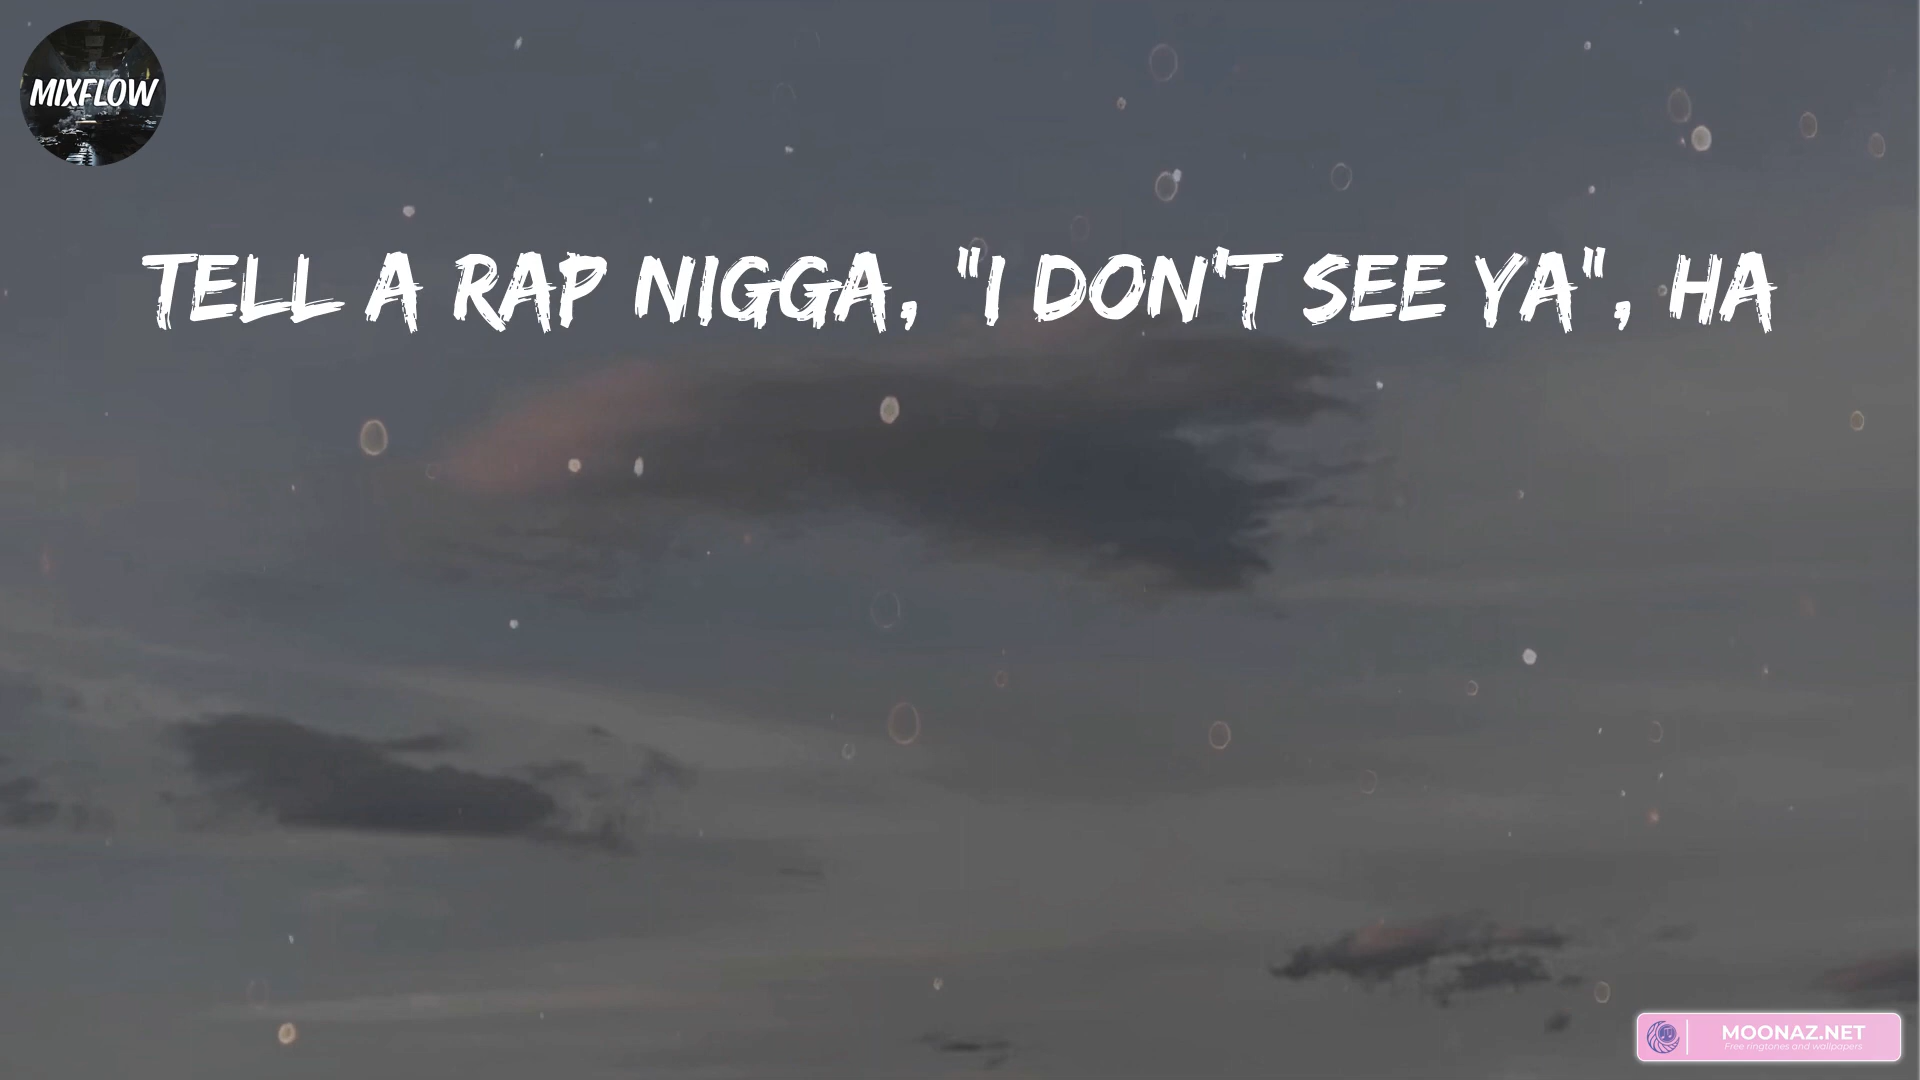 MIXFLOW
TELL A RAP NIGGA, "I DON'T SEE YA", HA
MOONAZ.NET
Free ringtones and wallpapers